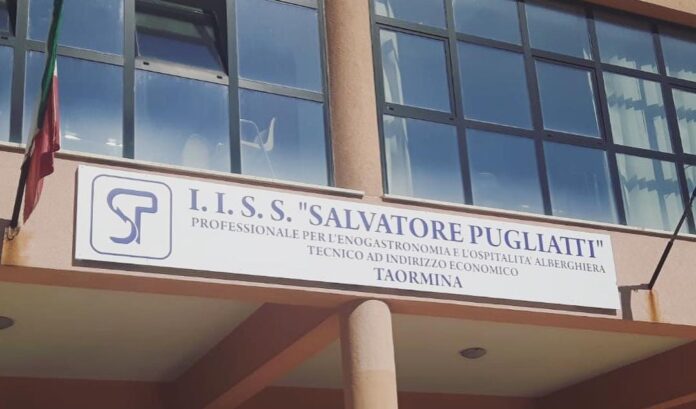 SP
I. I. S. S. "SALVATORE PUGLIATTI"
PROFESSIONALE PER L'ENOGASTRONOMIA E L'OSPITALITA' ALBERGHIERA
TECNICO AD INDIRIZZO ECONOMICO
TAORMINA